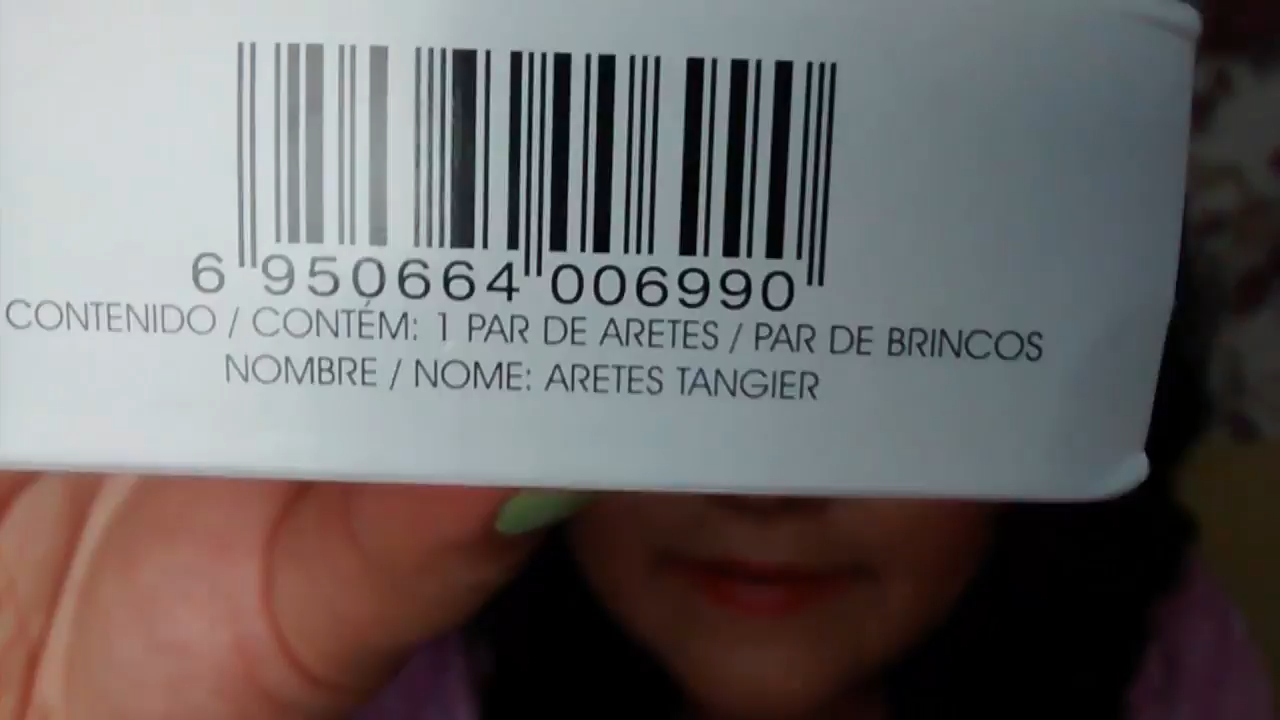 6 950664 006990
CONTENIDO / CONTÉM: 1 PAR DE ARETES / PAR DE BRINCOS
NOMBRE / NOME: ARETES TANGIER